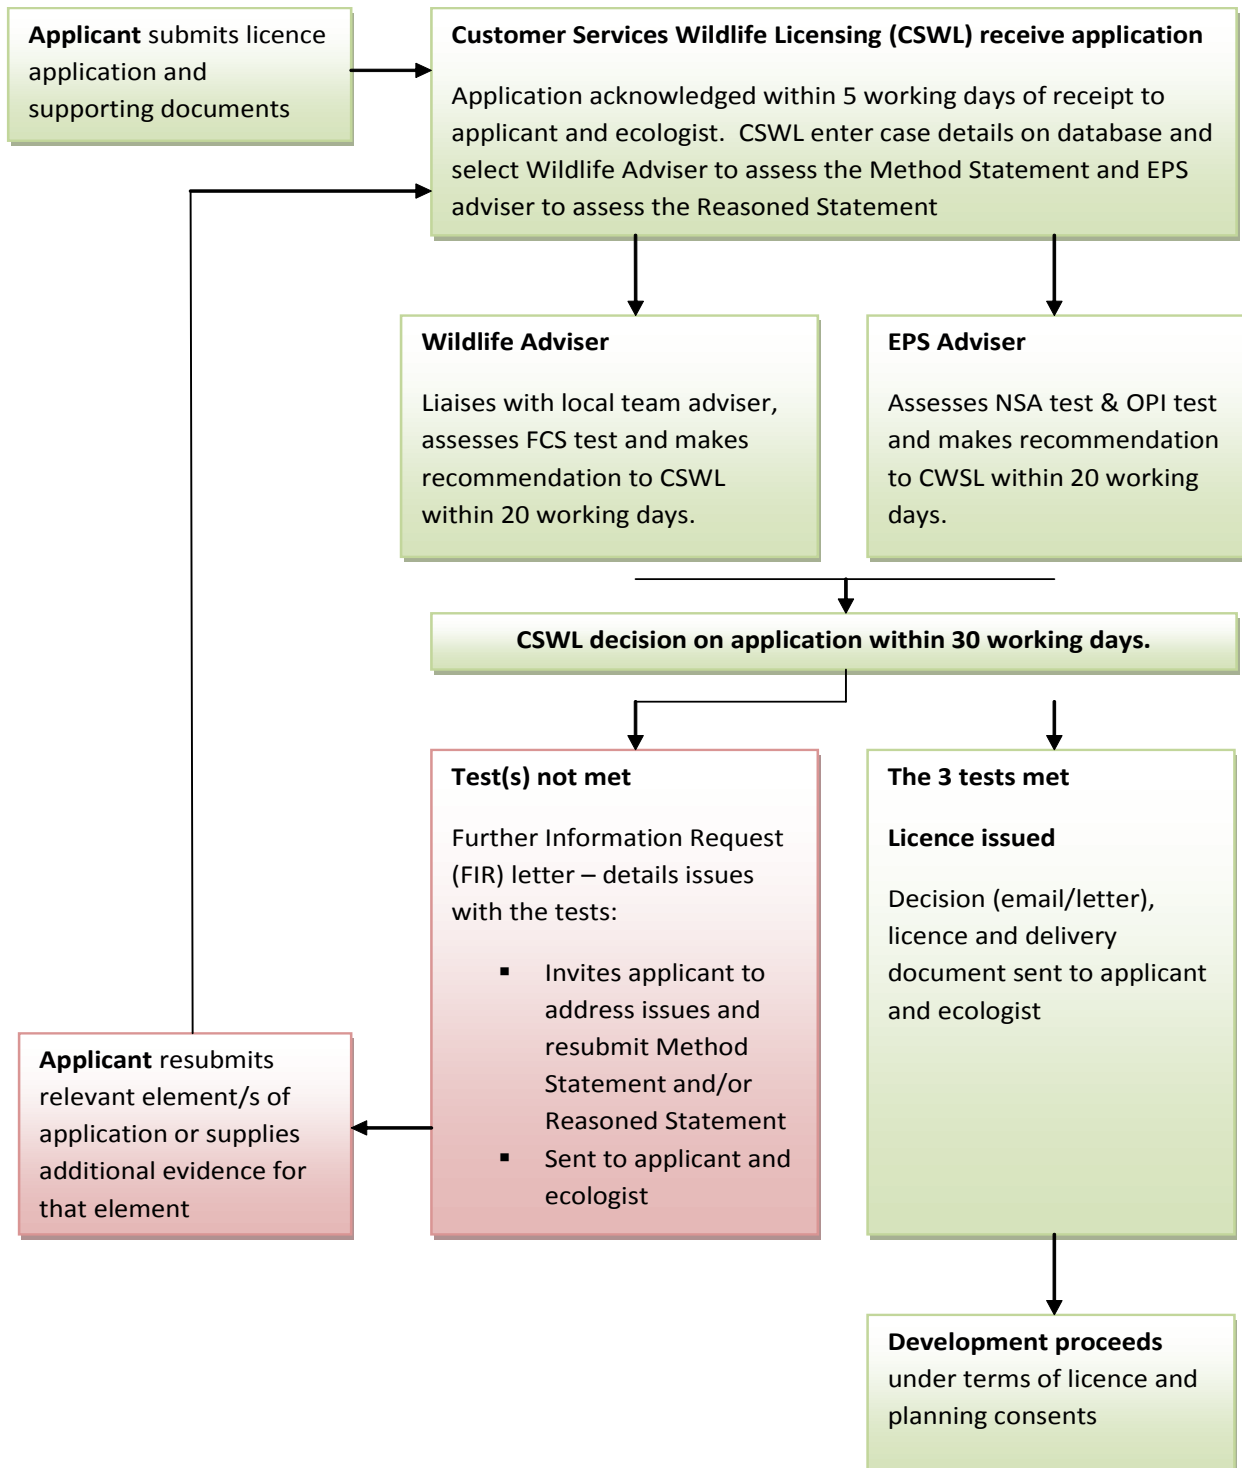 Applicant submits licence
application and
supporting documents
Customer Services Wildlife Licensing (CSWL) receive application
Application acknowledged within 5 working days of receipt to
applicant and ecologist.  CSWL enter case details on database and
select Wildlife Adviser to assess the Method Statement and EPS
adviser to assess the Reasoned Statement
Wildlife Adviser
Liaises with local team adviser,
assesses FCS test and makes
recommendation to CSWL
within 20 working days.
EPS Adviser
Assesses NSA test & OPI test
and makes recommendation
to CWSL within 20 working
days.
CSWL decision on application within 30 working days.
Test(s) not met
Further Information Request
(FIR) letter – details issues
with the tests:
▪ Invites applicant to
address issues and
resubmit Method
Statement and/or
Reasoned Statement
▪ Sent to applicant and
ecologist
The 3 tests met
Licence issued
Decision (email/letter),
licence and delivery
document sent to applicant
and ecologist
Applicant resubmits
relevant element/s of
application or supplies
additional evidence for
that element
Development proceeds
under terms of licence and
planning consents